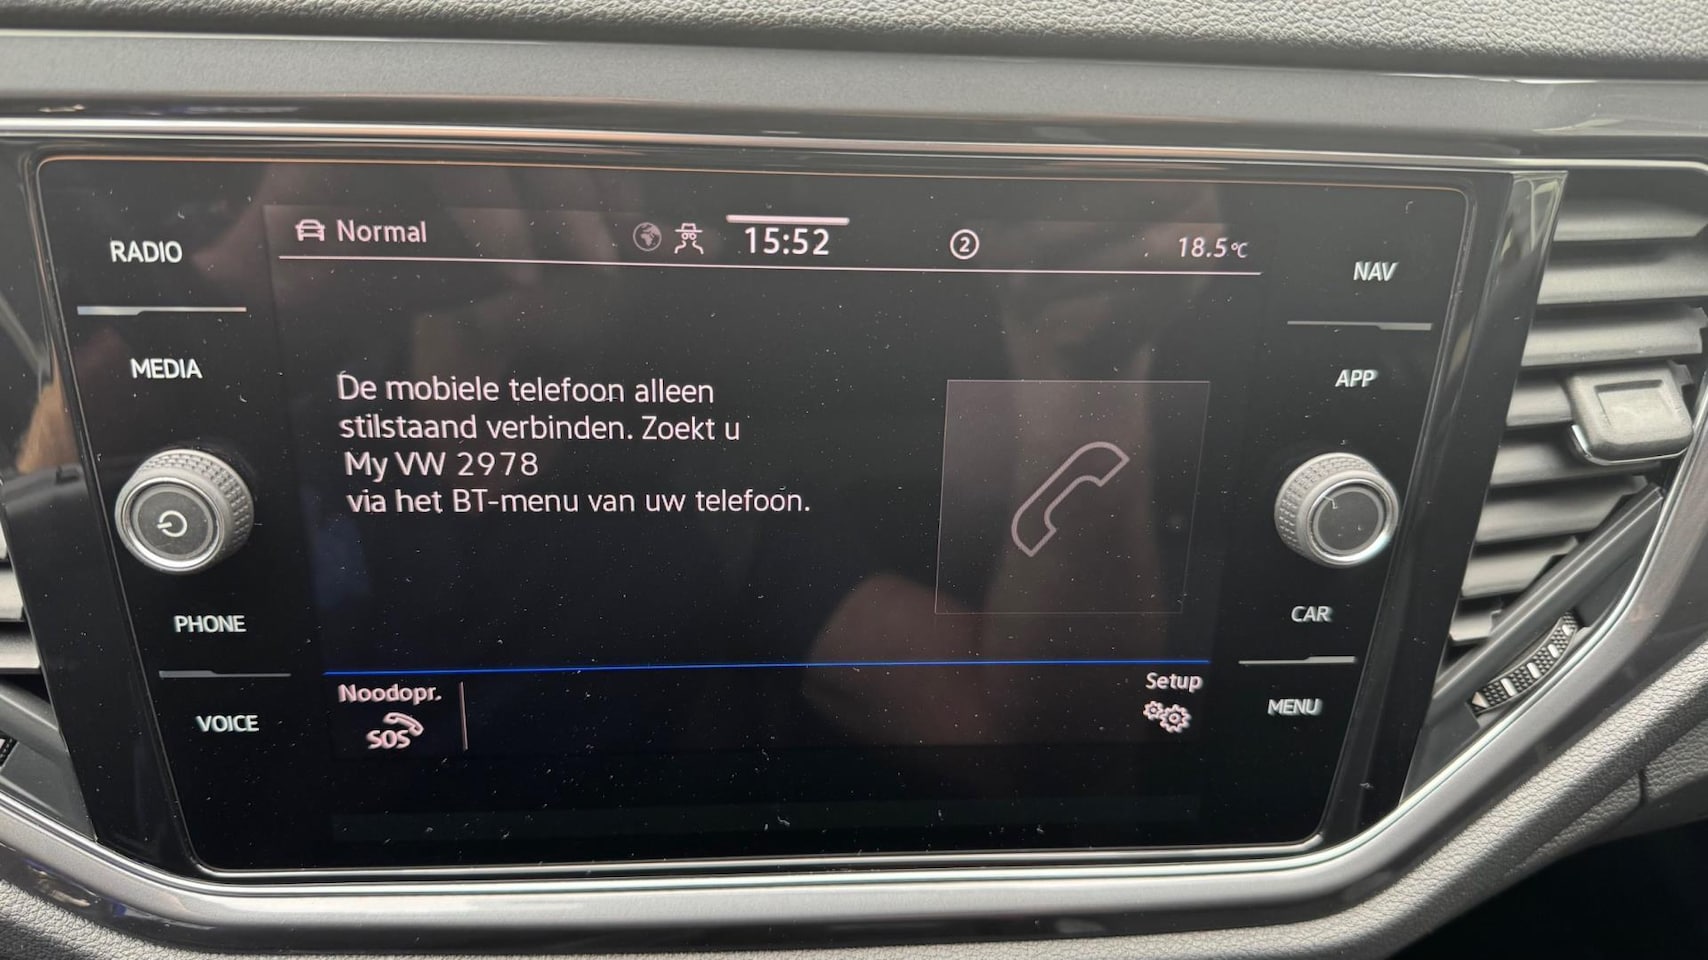 RADIO
MEDIA
PHONE
VOICE
Normal
15:52
2
18.5°C
De mobiele telefoon alleen
stilstaand verbinden. Zoekt u
My VW 2978
via het BT-menu van uw telefoon.
Noodopr.
SOS
Setup
NAV
APP
CAR
MENU